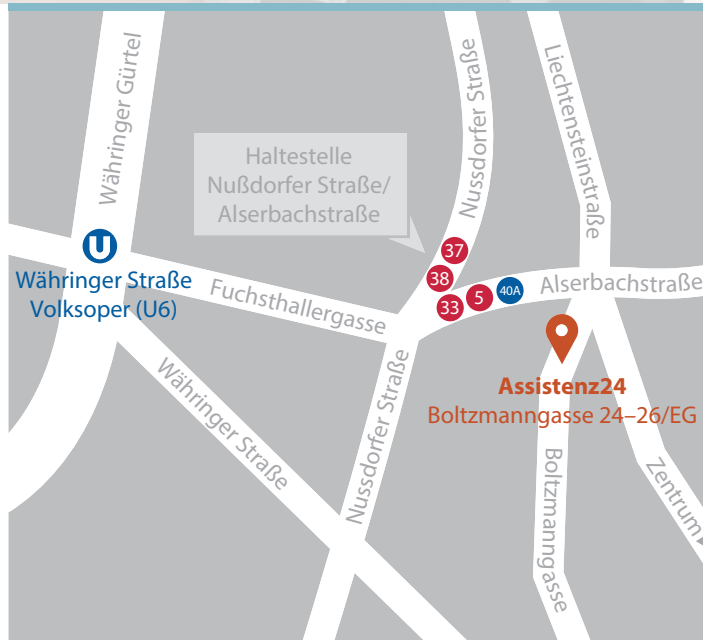 Währinger Gürtel
Nussdorfer Straße
Liechtensteinstraße
Haltestelle
Nußdorfer Straße/
Alserbachstraße
U
Währinger Straße
Volksoper (U6)
37
38
33
5
40A
Alserbachstraße
Fuchsthallergasse
Assistenz24
Boltzmanngasse 24–26/EG
Währinger Straße
Nussdorfer Straße
Boltzmanngasse
Zentrum